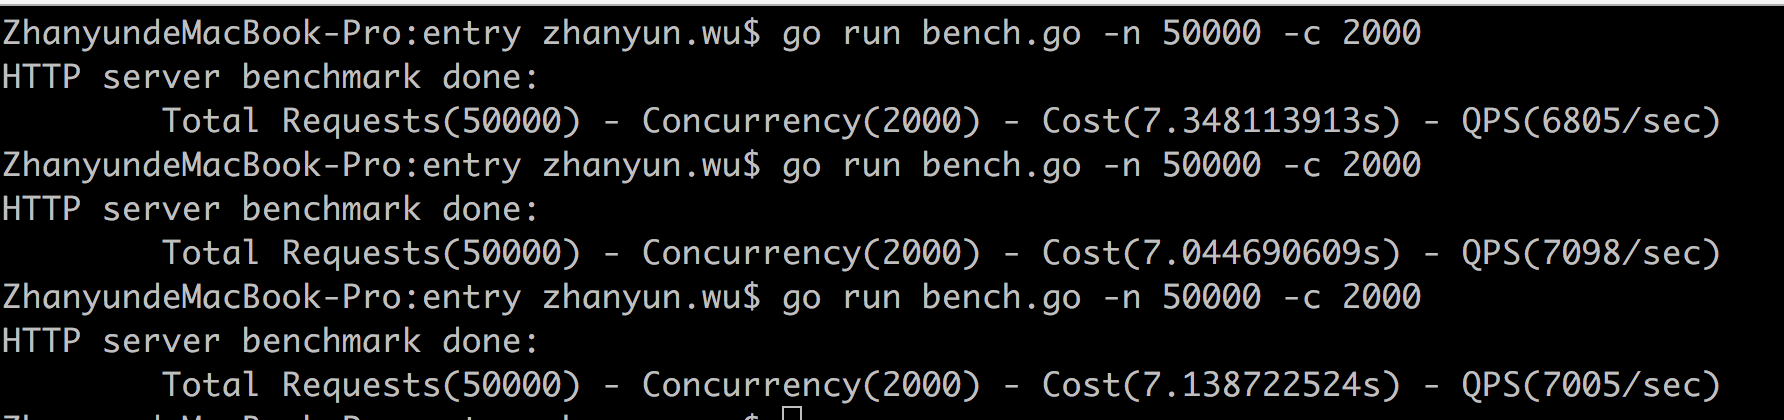 ZhanyundeMacBook-Pro:entry zhanyun.wu$ go run bench.go -n 50000 -c 2000
HTTP server benchmark done:
Total Requests(50000) - Concurrency(2000) - Cost(7.348113913s) - QPS(6805/sec)
ZhanyundeMacBook-Pro:entry zhanyun.wu$ go run bench.go -n 50000 -c 2000
HTTP server benchmark done:
Total Requests(50000) - Concurrency(2000) - Cost(7.044690609s) - QPS(7098/sec)
ZhanyundeMacBook-Pro:entry zhanyun.wu$ go run bench.go -n 50000 -c 2000
HTTP server benchmark done:
Total Requests(50000) - Concurrency(2000) - Cost(7.138722524s) - QPS(7005/sec)